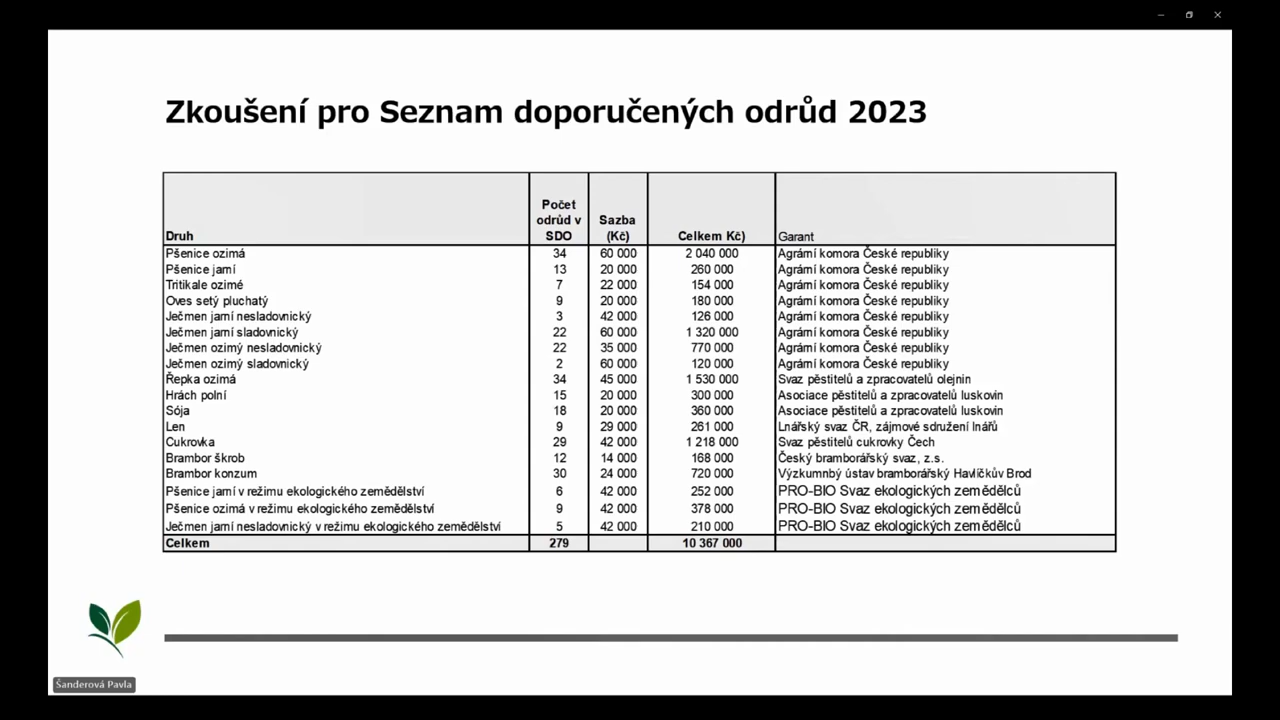 Zkoušení pro Seznam doporučených odrůd 2023
Druh Počet odrůd v SDO Sazba (Kč) Celkem Kč) Garant
Pšenice ozimá 34 60 000 2 040 000 Agrární komora České republiky
Pšenice jarní 13 20 000 260 000 Agrární komora České republiky
Tritikale ozimé 7 22 000 154 000 Agrární komora České republiky
Oves setý pluchatý 9 20 000 180 000 Agrární komora České republiky
Ječmen jarní nesladovnický 3 42 000 126 000 Agrární komora České republiky
Ječmen jarní sladovnický 22 60 000 1 320 000 Agrární komora České republiky
Ječmen ozimý nesladovnický 22 35 000 770 000 Agrární komora České republiky
Ječmen ozimý sladovnický 2 60 000 120 000 Agrární komora České republiky
Řepka ozimá 34 45 000 1 530 000 Svaz pěstitelů a zpracovatelů olejnin
Hrách polní 15 20 000 300 000 Asociace pěstitelů a zpracovatelů luskovin
Sója 18 20 000 360 000 Asociace pěstitelů a zpracovatelů luskovin
Len 9 29 000 261 000 Lnářský svaz ČR, zájmové sdružení lnářů
Cukrovka 29 42 000 1 218 000 Svaz pěstitelů cukrovky Čech
Brambor škrob 12 14 000 168 000 Český bramborářský svaz, z.s.
Brambor konzum 30 24 000 720 000 Výzkumnbý ústav bramborářský Havlíčkův Brod
Pšenice jarní v režimu ekologického zemědělství 6 42 000 252 000 PRO-BIO Svaz ekologických zemědělců
Pšenice ozimá v režimu ekologického zemědělství 9 42 000 378 000 PRO-BIO Svaz ekologických zemědělců
Ječmen jarní nesladovnický v režimu ekologického zemědělství 5 42 000 210 000 PRO-BIO Svaz ekologických zemědělců
Celkem 279 10 367 000
Šanderová Pavla